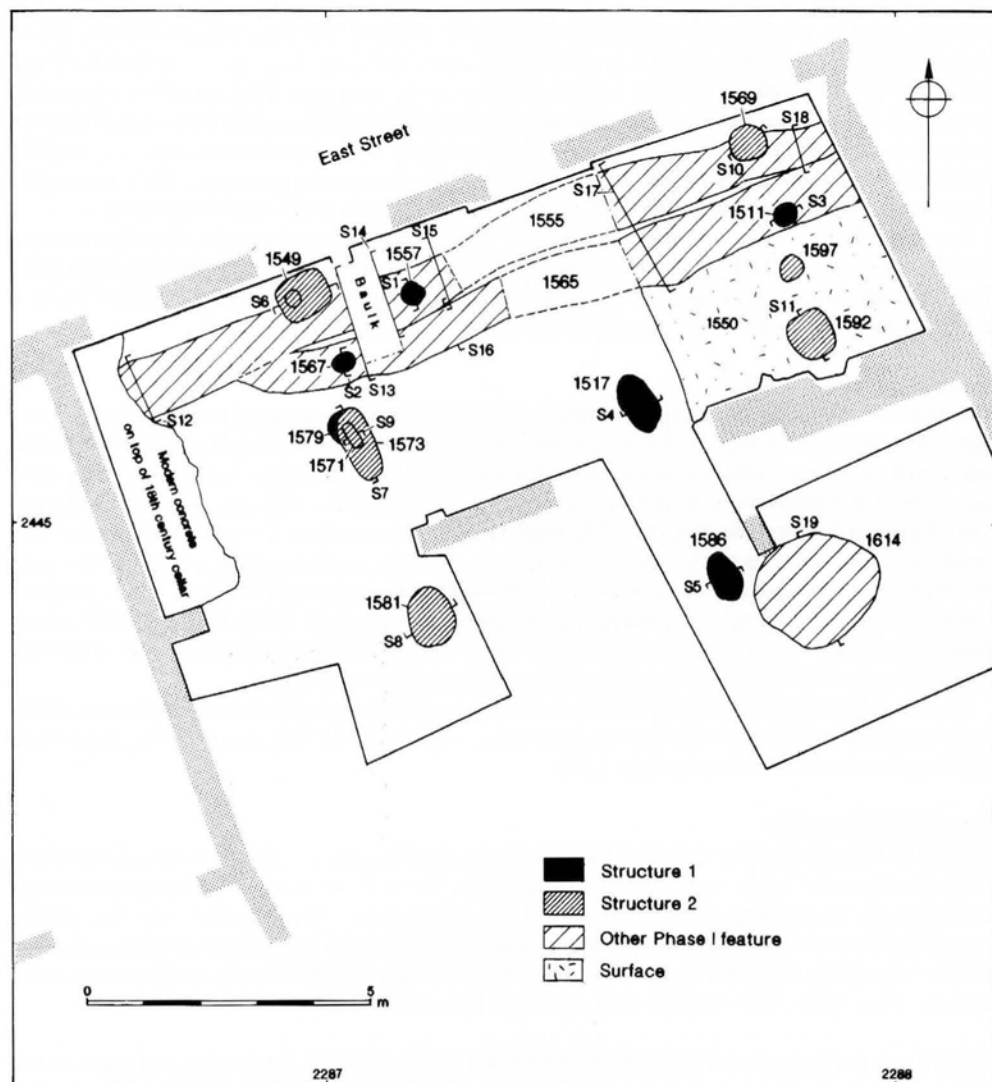 East Street
1569
S18
S10
S17
1511
S3
1555
S14
S15
1557
1549
S1
1597
S6
Baulk
1565
S11
1550
1592
S16
1567
S2
S13
1517
S12
S4
S9
1579
1573
1571
S7
Modern concrete
on top of 18th century cellar
2445
S19
1586
1614
S5
1581
S8
Structure 1
Structure 2
Other Phase I feature
Surface
0
5
m
2287
2288